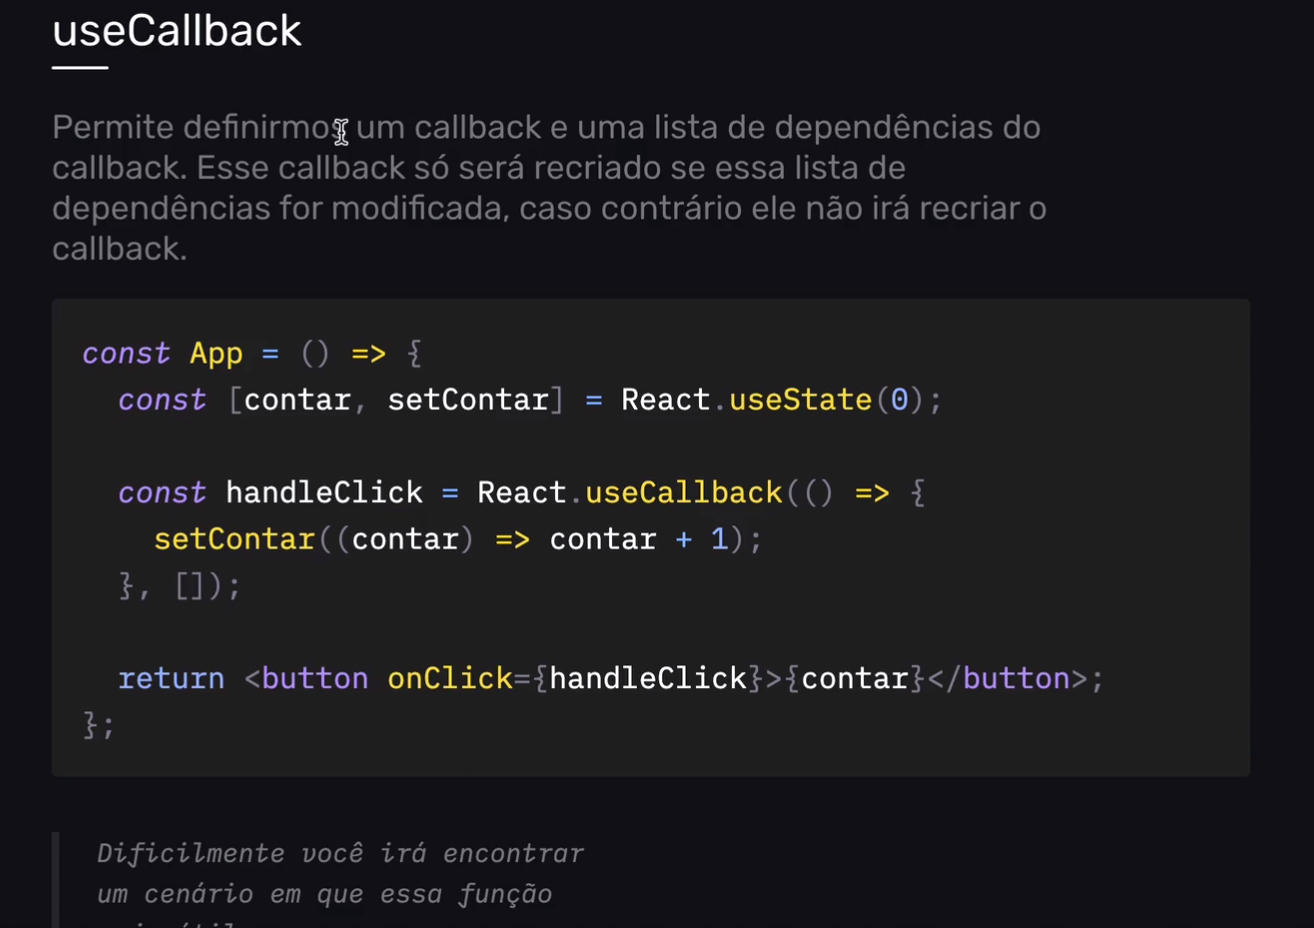 useCallback
Permite definirmos um callback e uma lista de dependências do
callback. Esse callback só será recriado se essa lista de
dependências for modificada, caso contrário ele não irá recriar o
callback.
const App = () => {
  const [contar, setContar] = React.useState(0);
  const handleClick = React.useCallback(() => {
    setContar((contar) => contar + 1);
  }, []);
  return <button onClick={handleClick}>{contar}</button>;
};
Dificilmente você irá encontrar
um cenário em que essa função